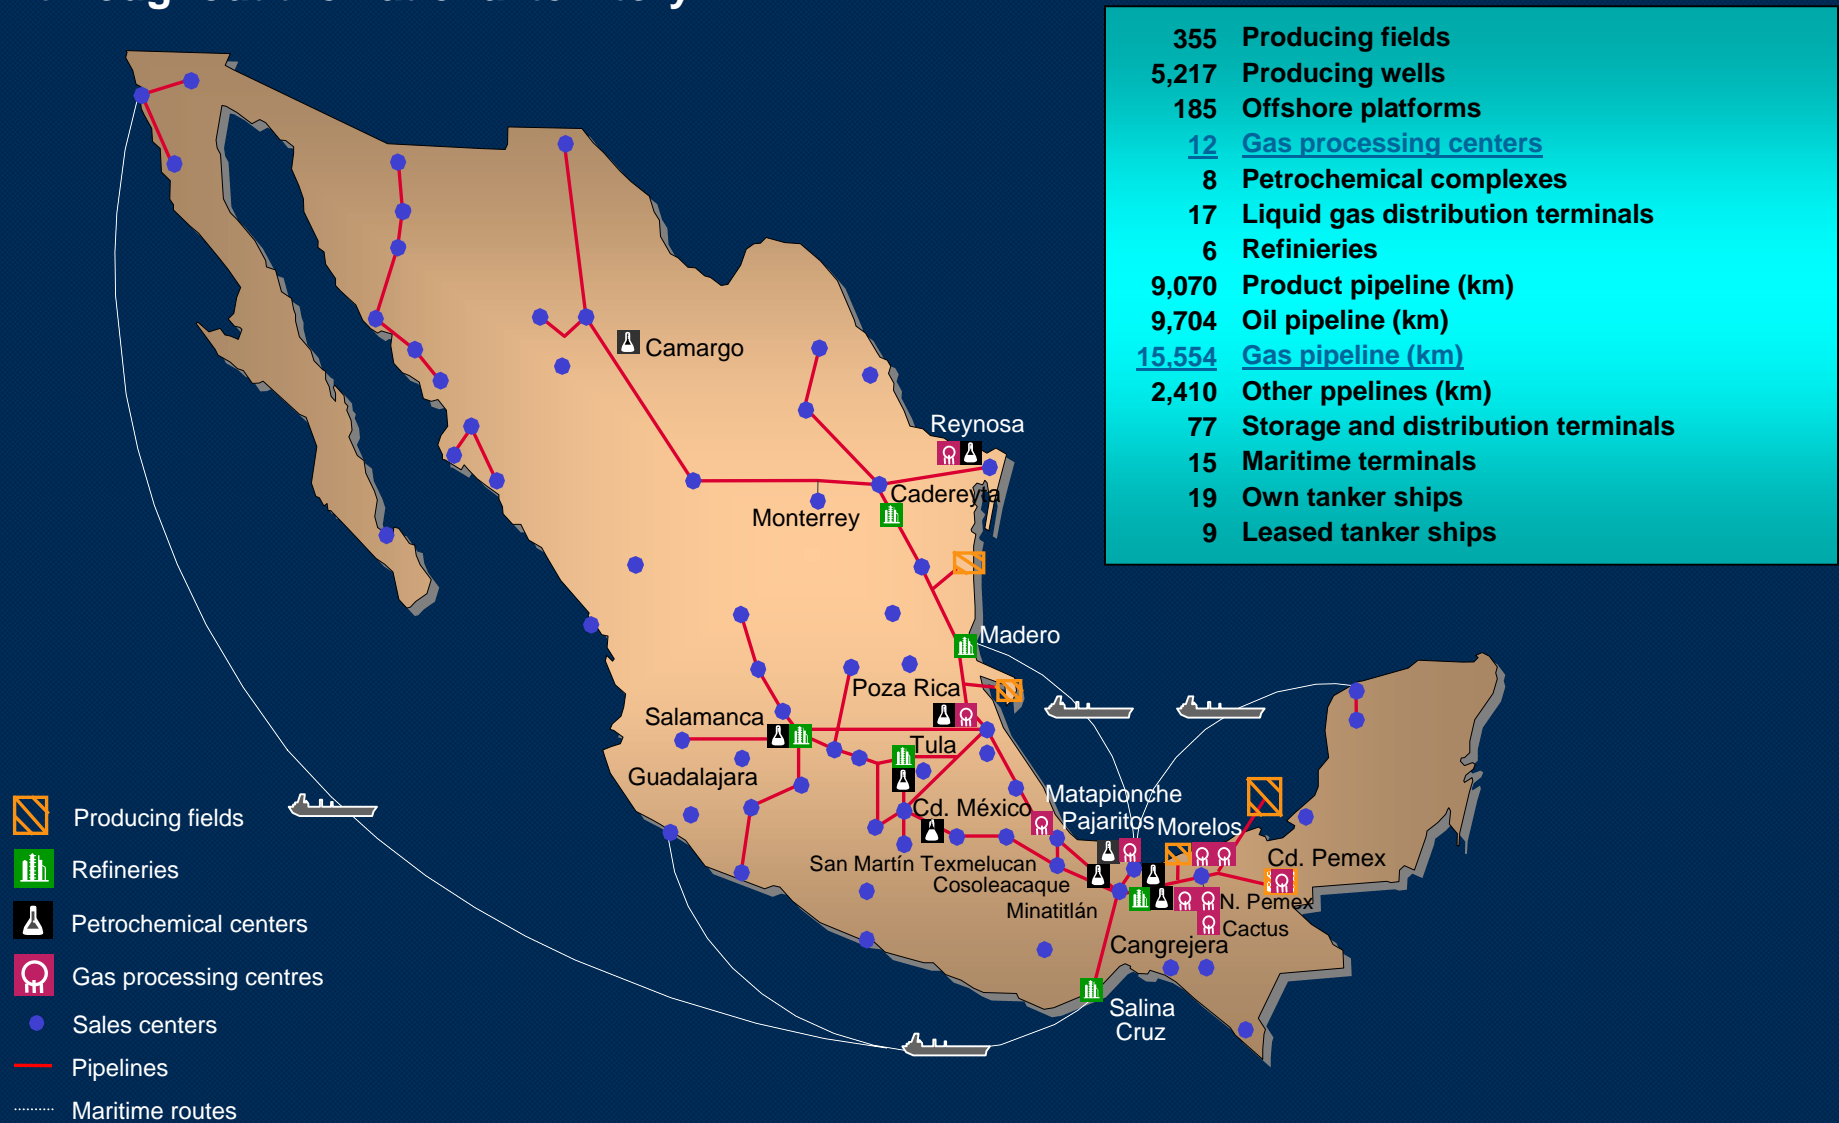 355 Producing fields
5,217 Producing wells
185 Offshore platforms
12 Gas processing centers
8 Petrochemical complexes
17 Liquid gas distribution terminals
6 Refinieries
9,070 Product pipeline (km)
9,704 Oil pipeline (km)
15,554 Gas pipeline (km)
2,410 Other ppelines (km)
77 Storage and distribution terminals
15 Maritime terminals
19 Own tanker ships
9 Leased tanker ships
Camargo
Reynosa
Cadereyta
Monterrey
Madero
Poza Rica
Salamanca
Tula
Guadalajara
Cd. México
Matapionche
Pajaritos
Morelos
San Martín Texmelucan
Cd. Pemex
Cosoleacaque
Minatitlán
N. Pemex
Cactus
Cangrejera
Salina
Cruz
Producing fields
Refineries
Petrochemical centers
Gas processing centres
Sales centers
Pipelines
Maritime routes